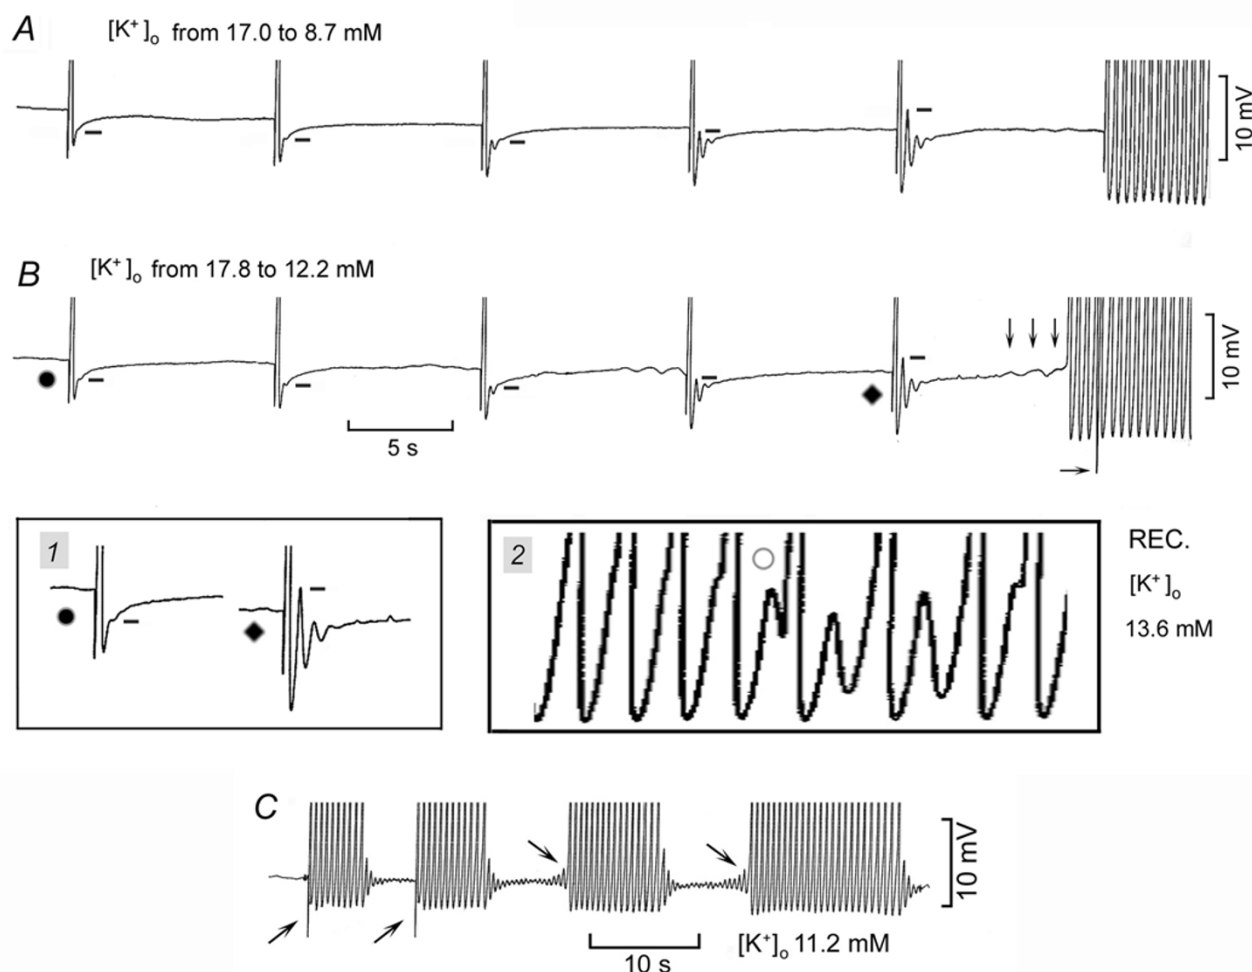 A
[K+]o from 17.0 to 8.7 mM
10 mV
B
[K+]o from 17.8 to 12.2 mM
10 mV
5 s
1
2
REC.
[K+]o
13.6 mM
C
10 mV
[K+]o 11.2 mM
10 s